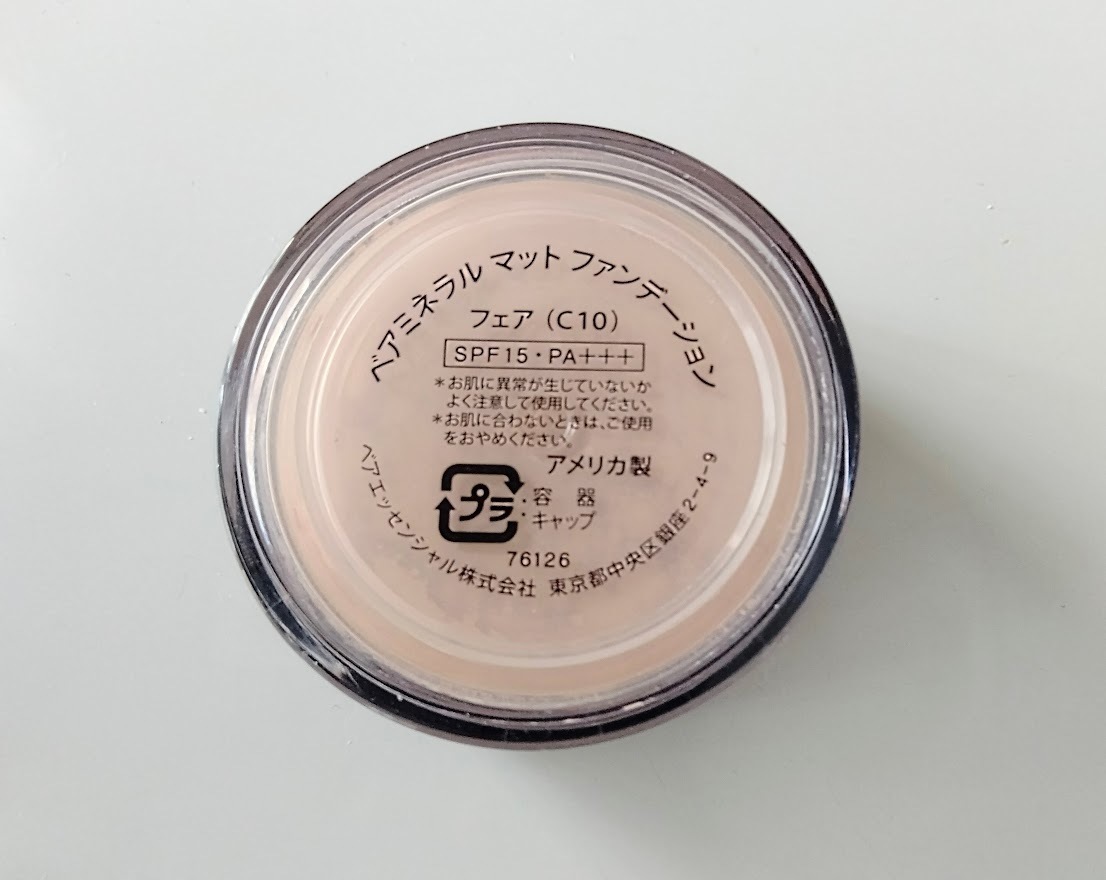 ベアミネラル マット ファンデーション
フェア (C10)
SPF15・PA+++
＊お肌に異常が生じていないか
よく注意して使用してください。
＊お肌に合わないときは、ご使用
をおやめください。
アメリカ製
プラ
: 容 器
: キャップ
76126
ベアエッセンシャル株式会社 東京都中央区銀座2-4-9